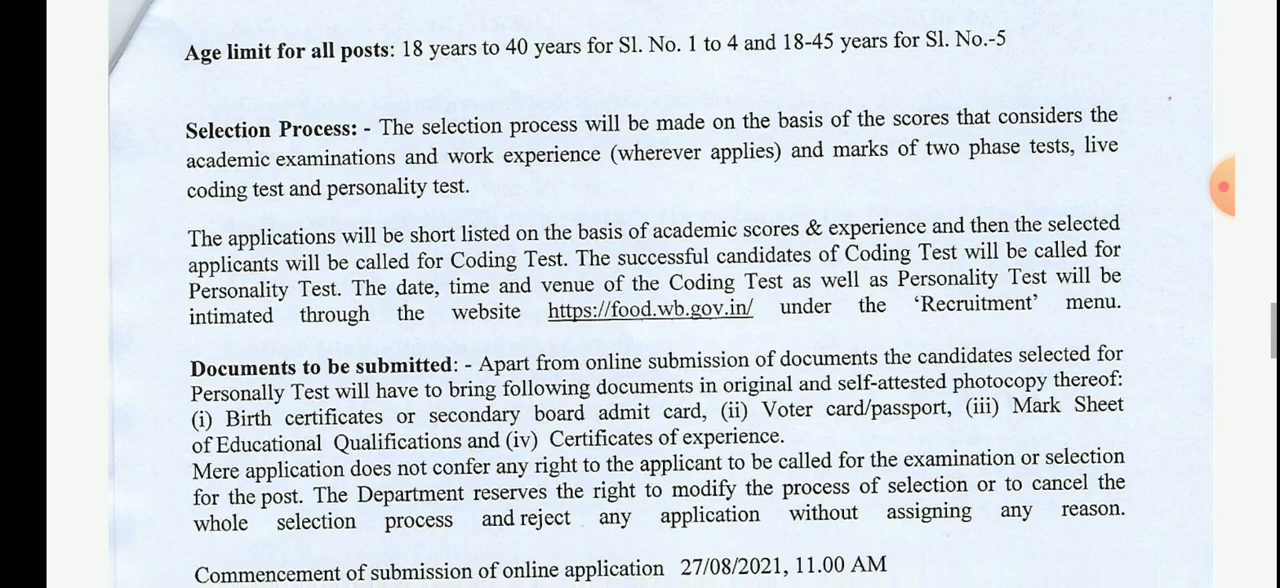 Age limit for all posts: 18 years to 40 years for Sl. No. 1 to 4 and 18-45 years for Sl. No.-5
Selection Process: - The selection process will be made on the basis of the scores that considers the
academic examinations and work experience (wherever applies) and marks of two phase tests, live
coding test and personality test.
The applications will be short listed on the basis of academic scores & experience and then the selected
applicants will be called for Coding Test. The successful candidates of Coding Test will be called for
Personality Test. The date, time and venue of the Coding Test as well as Personality Test will be
intimated through the website https://food.wb.gov.in/ under the ‘Recruitment’ menu.
Documents to be submitted: - Apart from online submission of documents the candidates selected for
Personally Test will have to bring following documents in original and self-attested photocopy thereof:
(i) Birth certificates or secondary board admit card, (ii) Voter card/passport, (iii) Mark Sheet
of Educational Qualifications and (iv) Certificates of experience.
Mere application does not confer any right to the applicant to be called for the examination or selection
for the post. The Department reserves the right to modify the process of selection or to cancel the
whole selection process and reject any application without assigning any reason.
Commencement of submission of online application 27/08/2021, 11.00 AM